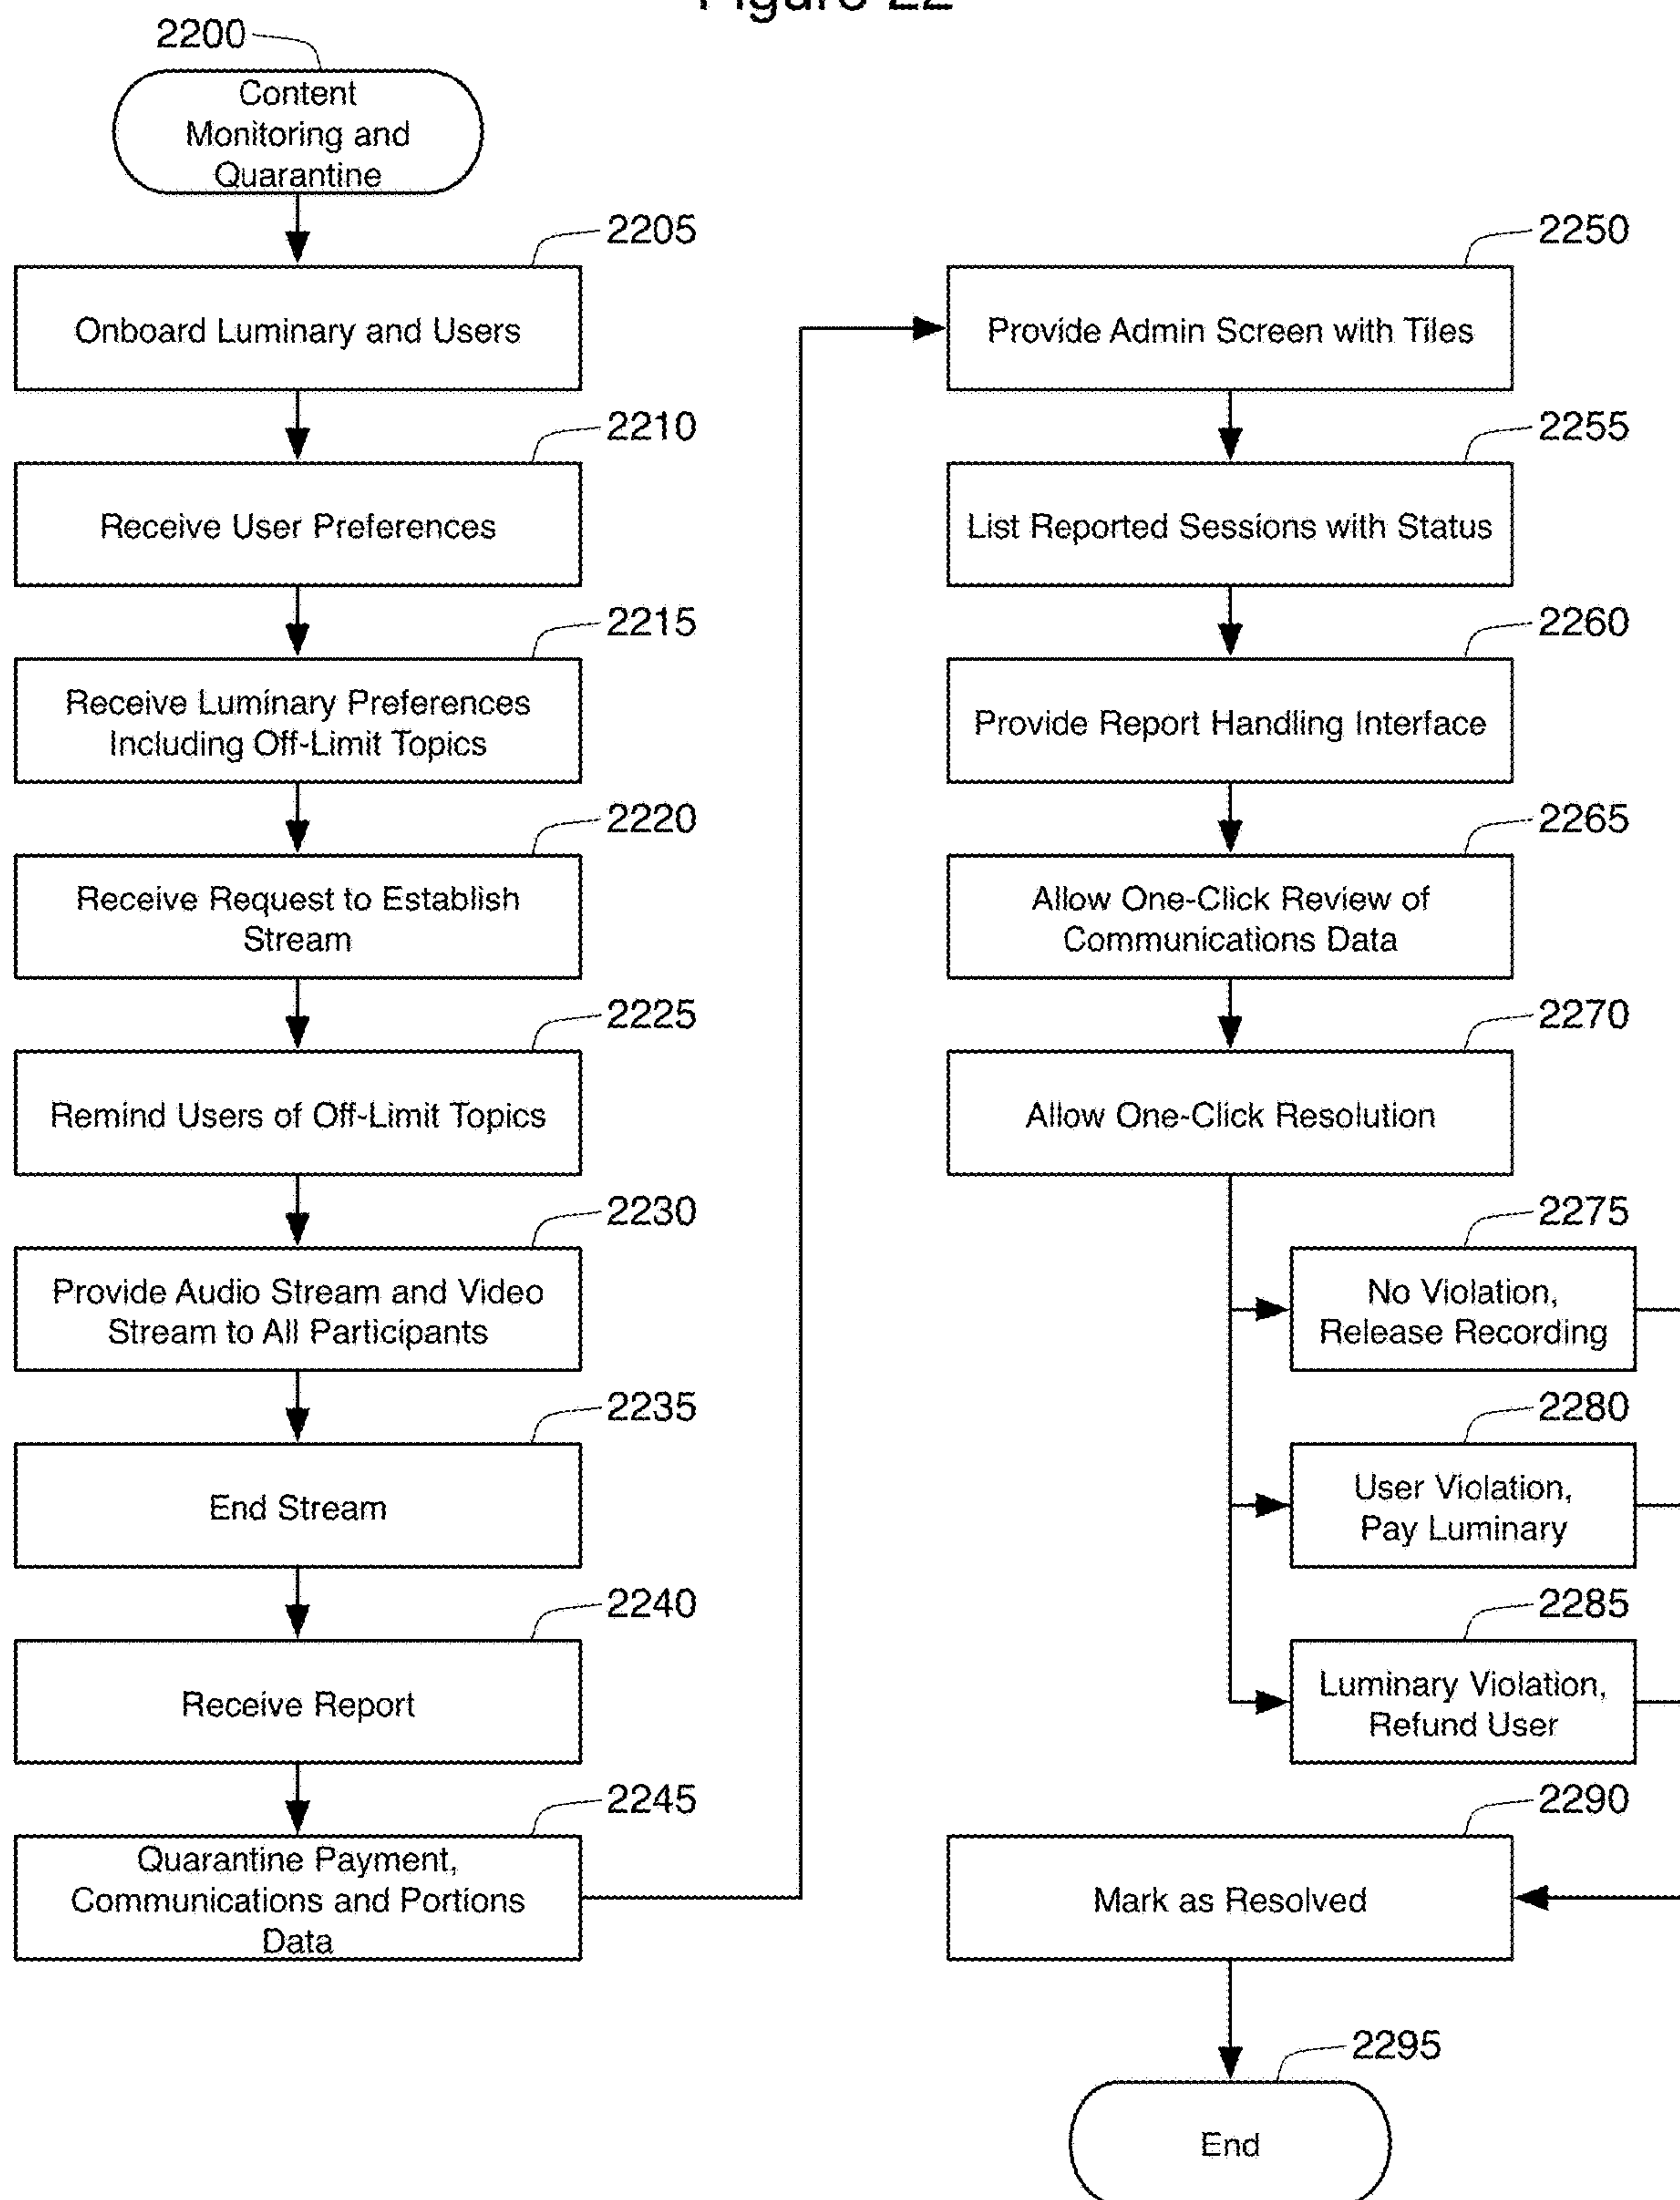 Figure 22
2200
Content
Monitoring and
Quarantine
2205
Onboard Luminary and Users
2210
Receive User Preferences
2215
Receive Luminary Preferences
Including Off-Limit Topics
2220
Receive Request to Establish
Stream
2225
Remind Users of Off-Limit Topics
2230
Provide Audio Stream and Video
Stream to All Participants
2235
End Stream
2240
Receive Report
2245
Quarantine Payment,
Communications and Portions
Data
2250
Provide Admin Screen with Tiles
2255
List Reported Sessions with Status
2260
Provide Report Handling Interface
2265
Allow One-Click Review of
Communications Data
2270
Allow One-Click Resolution
2275
No Violation,
Release Recording
2280
User Violation,
Pay Luminary
2285
Luminary Violation,
Refund User
2290
Mark as Resolved
2295
End